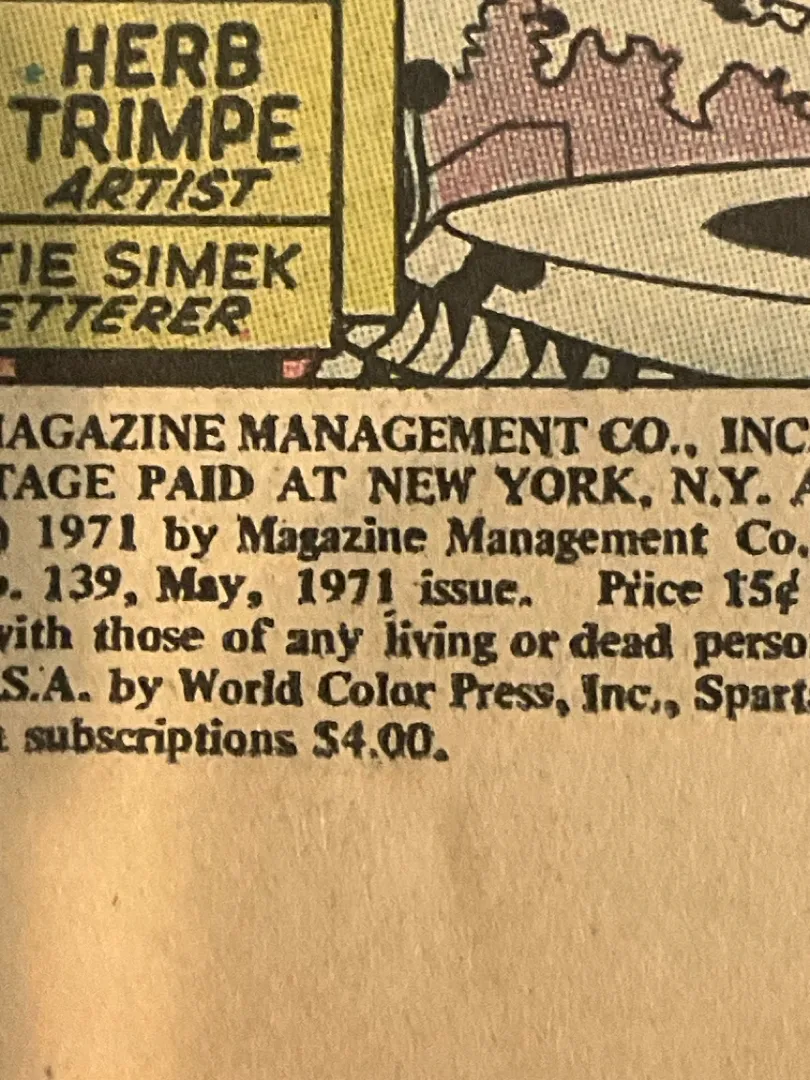 HERB
TRIMPE
ARTIST
TIE SIMEK
ETTERER
MAGAZINE MANAGEMENT CO., INC.
TAGE PAID AT NEW YORK, N.Y. A
) 1971 by Magazine Management Co.
o. 139, May, 1971 issue. Price 15¢
with those of any living or dead perso
.S.A. by World Color Press, Inc., Spart
t subscriptions $4.00.